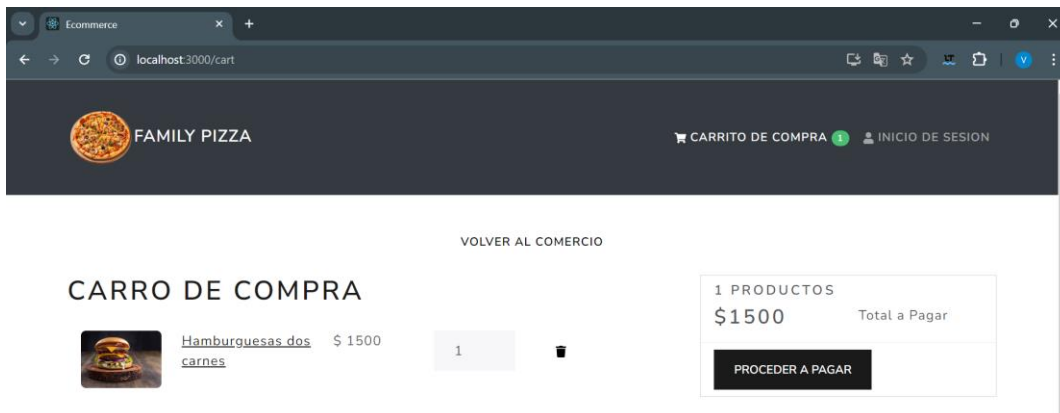 Ecommerce
localhost:3000/cart
V
FAMILY PIZZA
CARRITO DE COMPRA 1 INICIO DE SESION
VOLVER AL COMERCIO
CARRO DE COMPRA
Hamburguesas dos carnes
$ 1500
1
1 PRODUCTOS
$1500 Total a Pagar
PROCEDER A PAGAR